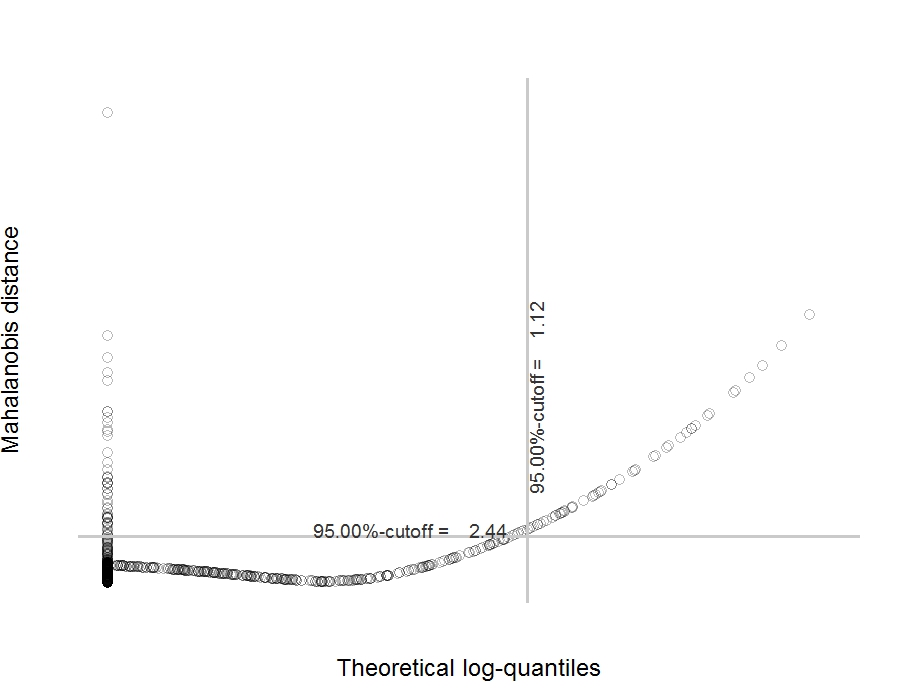 Mahalanobis distance
95.00%-cutoff = 1.12
95.00%-cutoff = 2.44
Theoretical log-quantiles